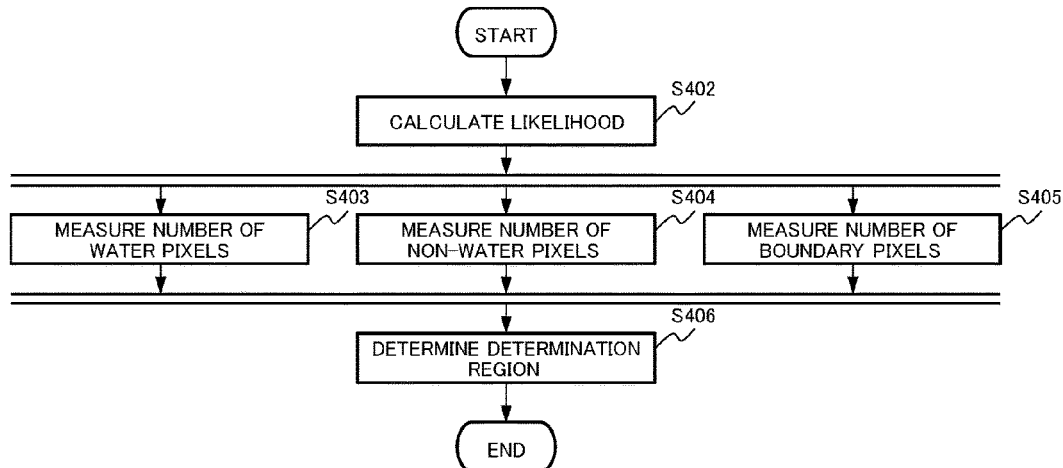 START
S402
CALCULATE LIKELIHOOD
S403
MEASURE NUMBER OF
WATER PIXELS
S404
MEASURE NUMBER OF
NON-WATER PIXELS
S405
MEASURE NUMBER OF
BOUNDARY PIXELS
S406
DETERMINE DETERMINATION
REGION
END